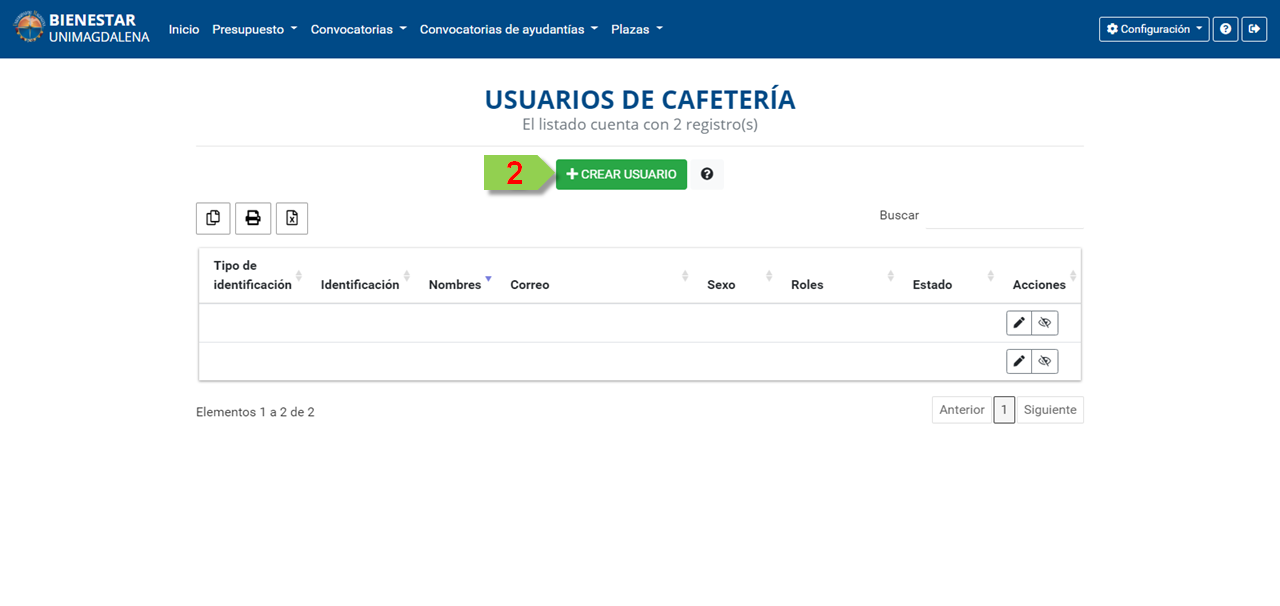 BIENESTAR
UNIMAGDALENA
Inicio Presupuesto Convocatorias Convocatorias de ayudantías Plazas Configuración
USUARIOS DE CAFETERÍA
El listado cuenta con 2 registro(s)
2 CREAR USUARIO
Buscar
Tipo de
identificación Identificación Nombres Correo Sexo Roles Estado Acciones
Elementos 1 a 2 de 2 Anterior 1 Siguiente